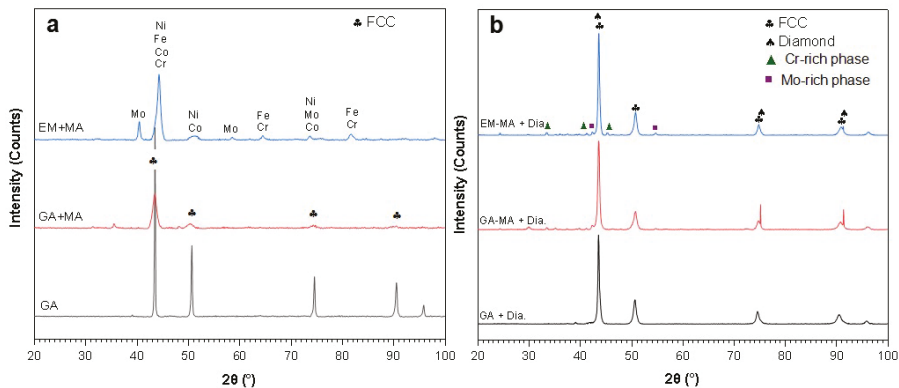 a
♣ FCC
Ni
Fe
Co
Cr
Mo
Ni
Co
Mo
Fe
Cr
Ni
Mo
Co
Fe
Cr
EM+MA
GA+MA
GA
Intensity (Counts)
20 30 40 50 60 70 80 90 100
2θ (°)
b
♣ FCC
♠ Diamond
▲ Cr-rich phase
■ Mo-rich phase
EM-MA + Dia.
GA-MA + Dia.
GA + Dia.
Intensity (Counts)
20 30 40 50 60 70 80 90 100
2θ (°)